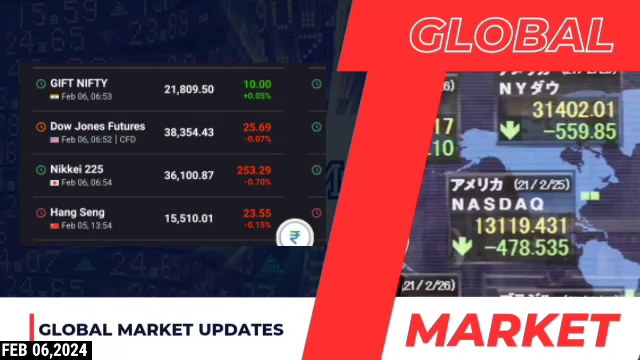 GLOBAL
GIFT NIFTY
Feb 06, 06:53
21,809.50
10.00
+0.05%
Dow Jones Futures
Feb 06, 06:52 | CFD
38,354.43
25.69
-0.07%
Nikkei 225
Feb 06, 06:54
36,100.87
253.29
-0.70%
Hang Seng
Feb 05, 13:54
15,510.01
23.55
-0.15%
₹
NYダウ
31402.01
-559.85
アメリカ (21/2/25)
NASDAQ
13119.431
-478.535
21/2/26)
GLOBAL MARKET UPDATES
MARKET
FEB 06,2024